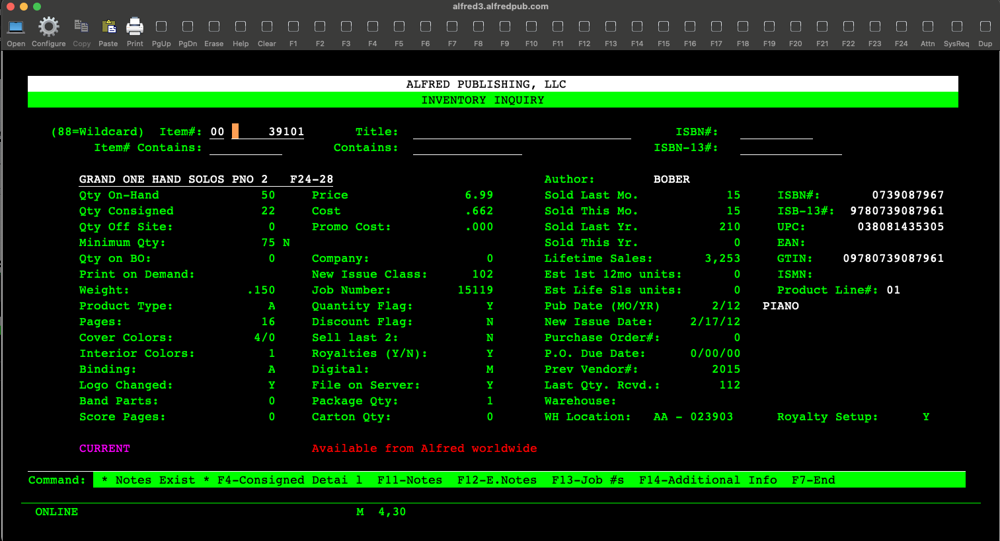 alfred3.alfredpub.com
Open Configure Copy Paste Print PgUp PgDn Erase Help Clear F1 F2 F3 F4 F5 F6 F7 F8 F9 F10 F11 F12 F13 F14 F15 F16 F17 F18 F19 F20 F21 F22 F23 F24 Attn SysReq Dup
ALFRED PUBLISHING, LLC
INVENTORY INQUIRY
(88=Wildcard) Item#: 00 39101 Title: ISBN#:
Item# Contains: Contains: ISBN-13#:
GRAND ONE HAND SOLOS PNO 2 F24-28 Author: BOBER
Qty On-Hand 50 Price 6.99 Sold Last Mo. 15 ISBN#: 0739087967
Qty Consigned 22 Cost .662 Sold This Mo. 15 ISB-13#: 9780739087961
Qty Off Site: 0 Promo Cost: .000 Sold Last Yr. 210 UPC: 038081435305
Minimum Qty: 75 N Sold This Yr. 0 EAN:
Qty on BO: 0 Company: 0 Lifetime Sales: 3,253 GTIN: 09780739087961
Print on Demand: New Issue Class: 102 Est 1st 12mo units: 0 ISMN:
Weight: .150 Job Number: 15119 Est Life Sls units: 0 Product Line#: 01
Product Type: A Quantity Flag: Y Pub Date (MO/YR) 2/12 PIANO
Pages: 16 Discount Flag: N New Issue Date: 2/17/12
Cover Colors: 4/0 Sell last 2: N Purchase Order#: 0
Interior Colors: 1 Royalties (Y/N): Y P.O. Due Date: 0/00/00
Binding: A Digital: M Prev Vendor#: 2015
Logo Changed: Y File on Server: Y Last Qty. Rcvd.: 112
Band Parts: 0 Package Qty: 1 Warehouse:
Score Pages: 0 Carton Qty: 0 WH Location: AA - 023903 Royalty Setup: Y
CURRENT Available from Alfred worldwide
Command: * Notes Exist * F4-Consigned Detai l F11-Notes F12-E.Notes F13-Job #s F14-Additional Info F7-End
ONLINE M 4,30